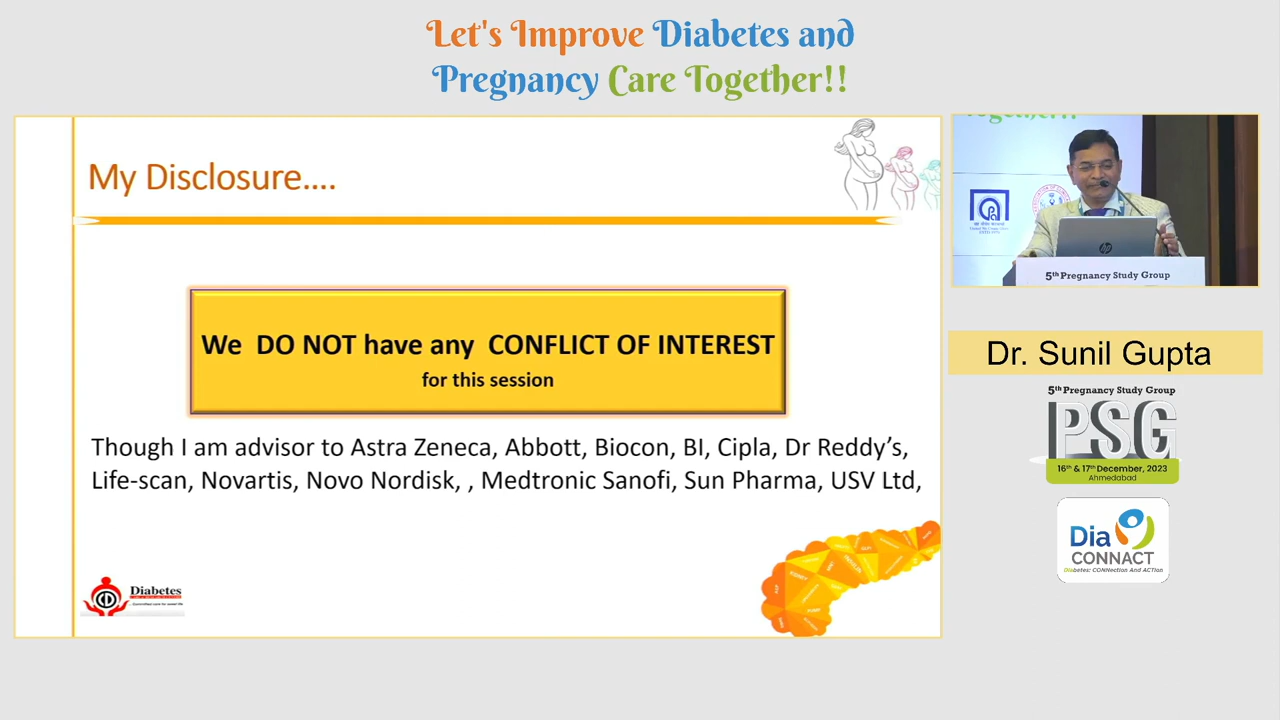 Let's Improve Diabetes and
Pregnancy Care Together!!
My Disclosure....
We DO NOT have any CONFLICT OF INTEREST
for this session
Though I am advisor to Astra Zeneca, Abbott, Biocon, BI, Cipla, Dr Reddy's,
Life-scan, Novartis, Novo Nordisk, , Medtronic Sanofi, Sun Pharma, USV Ltd,
Diabetes
hp
5th Pregnancy Study Group
Dr. Sunil Gupta
5th Pregnancy Study Group
PSG
16th & 17th December, 2023
Ahmedabad
Dia
CONNACT
Diabetes: CONNection And ACTion